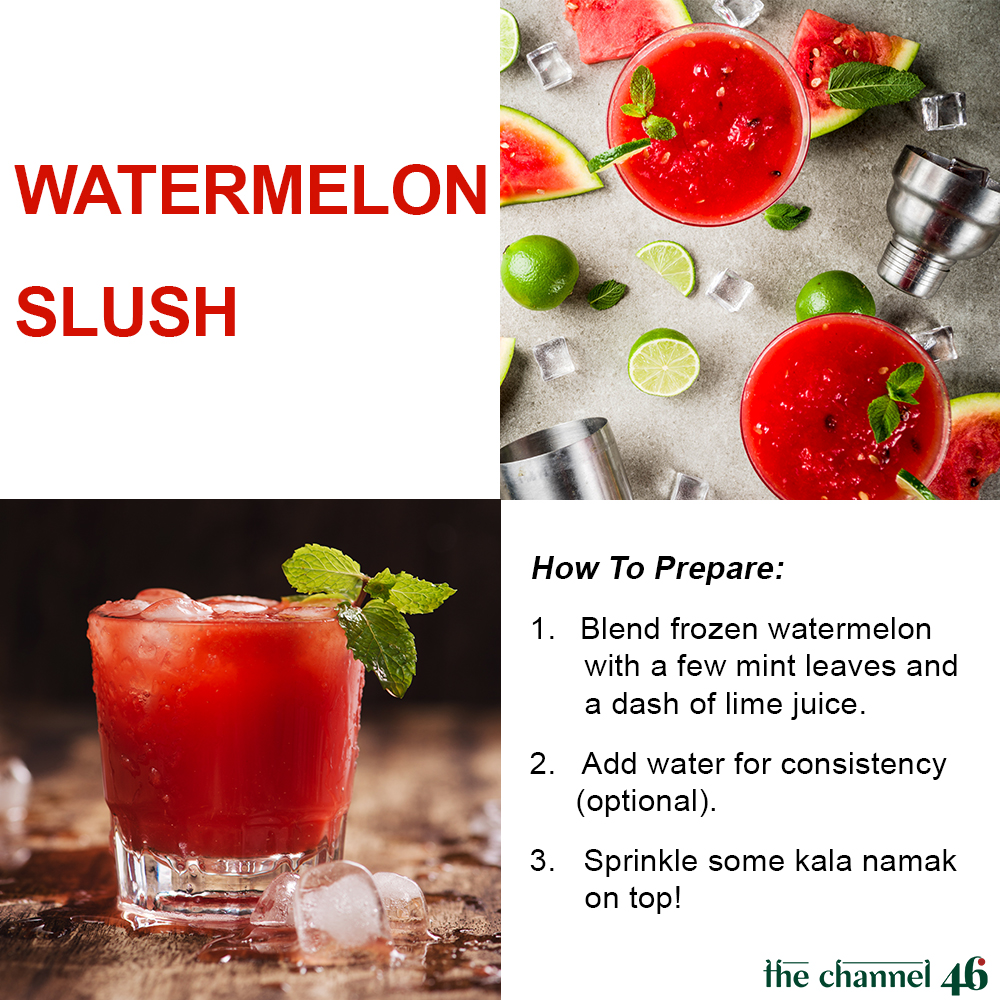 WATERMELON
SLUSH
How To Prepare:
1. Blend frozen watermelon
with a few mint leaves and
a dash of lime juice.
2. Add water for consistency
(optional).
3. Sprinkle some kala namak
on top!
the channel 46